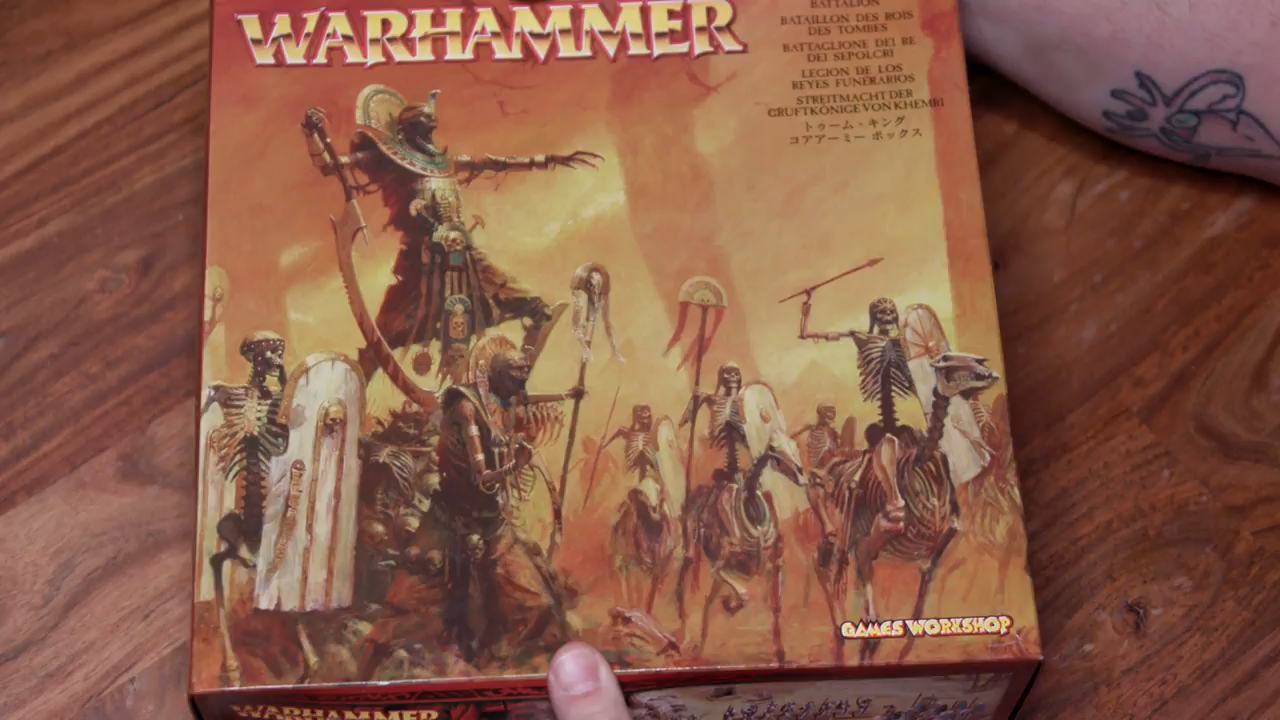 WARHAMMER
BATTALION
BATAILLON DES ROIS
DES TOMBES
BATTAGLIONE DEI RE
DEI SEPOLCRI
LEGION DE LOS
REYES FUNERARIOS
STREITMACHT DER
GRUFTKÖNIGE VON KHEMRI
トゥーム・キング
コアアーミー ボックス
GAMES WORKSHOP
WARHAMMER